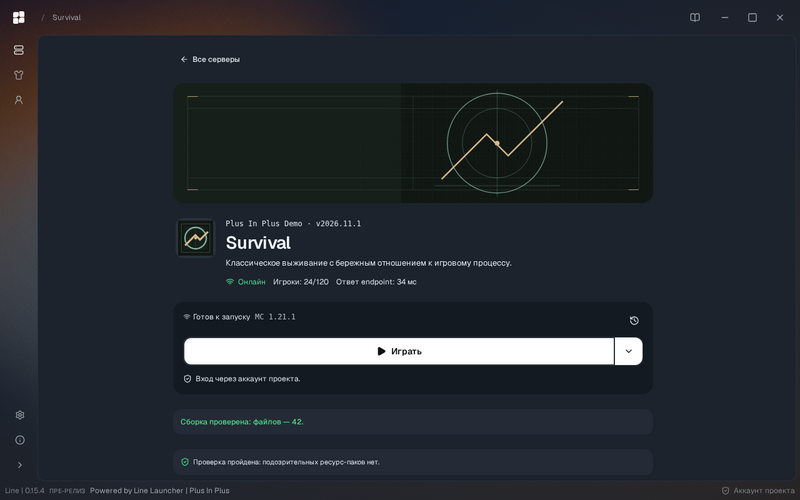 / Survival
Все серверы
Plus In Plus Demo · v2026.11.1
Survival
Классическое выживание с бережным отношением к игровому процессу.
Онлайн Игроки: 24/120 Ответ endpoint: 34 мс
Готов к запуску MC 1.21.1
Играть
Вход через аккаунт проекта.
Сборка проверена: файлов — 42.
Проверка пройдена: подозрительных ресурс-паков нет.
Line | 0.15.4 ПРЕ-РЕЛИЗ Powered by Line Launcher | Plus In Plus Аккаунт проекта